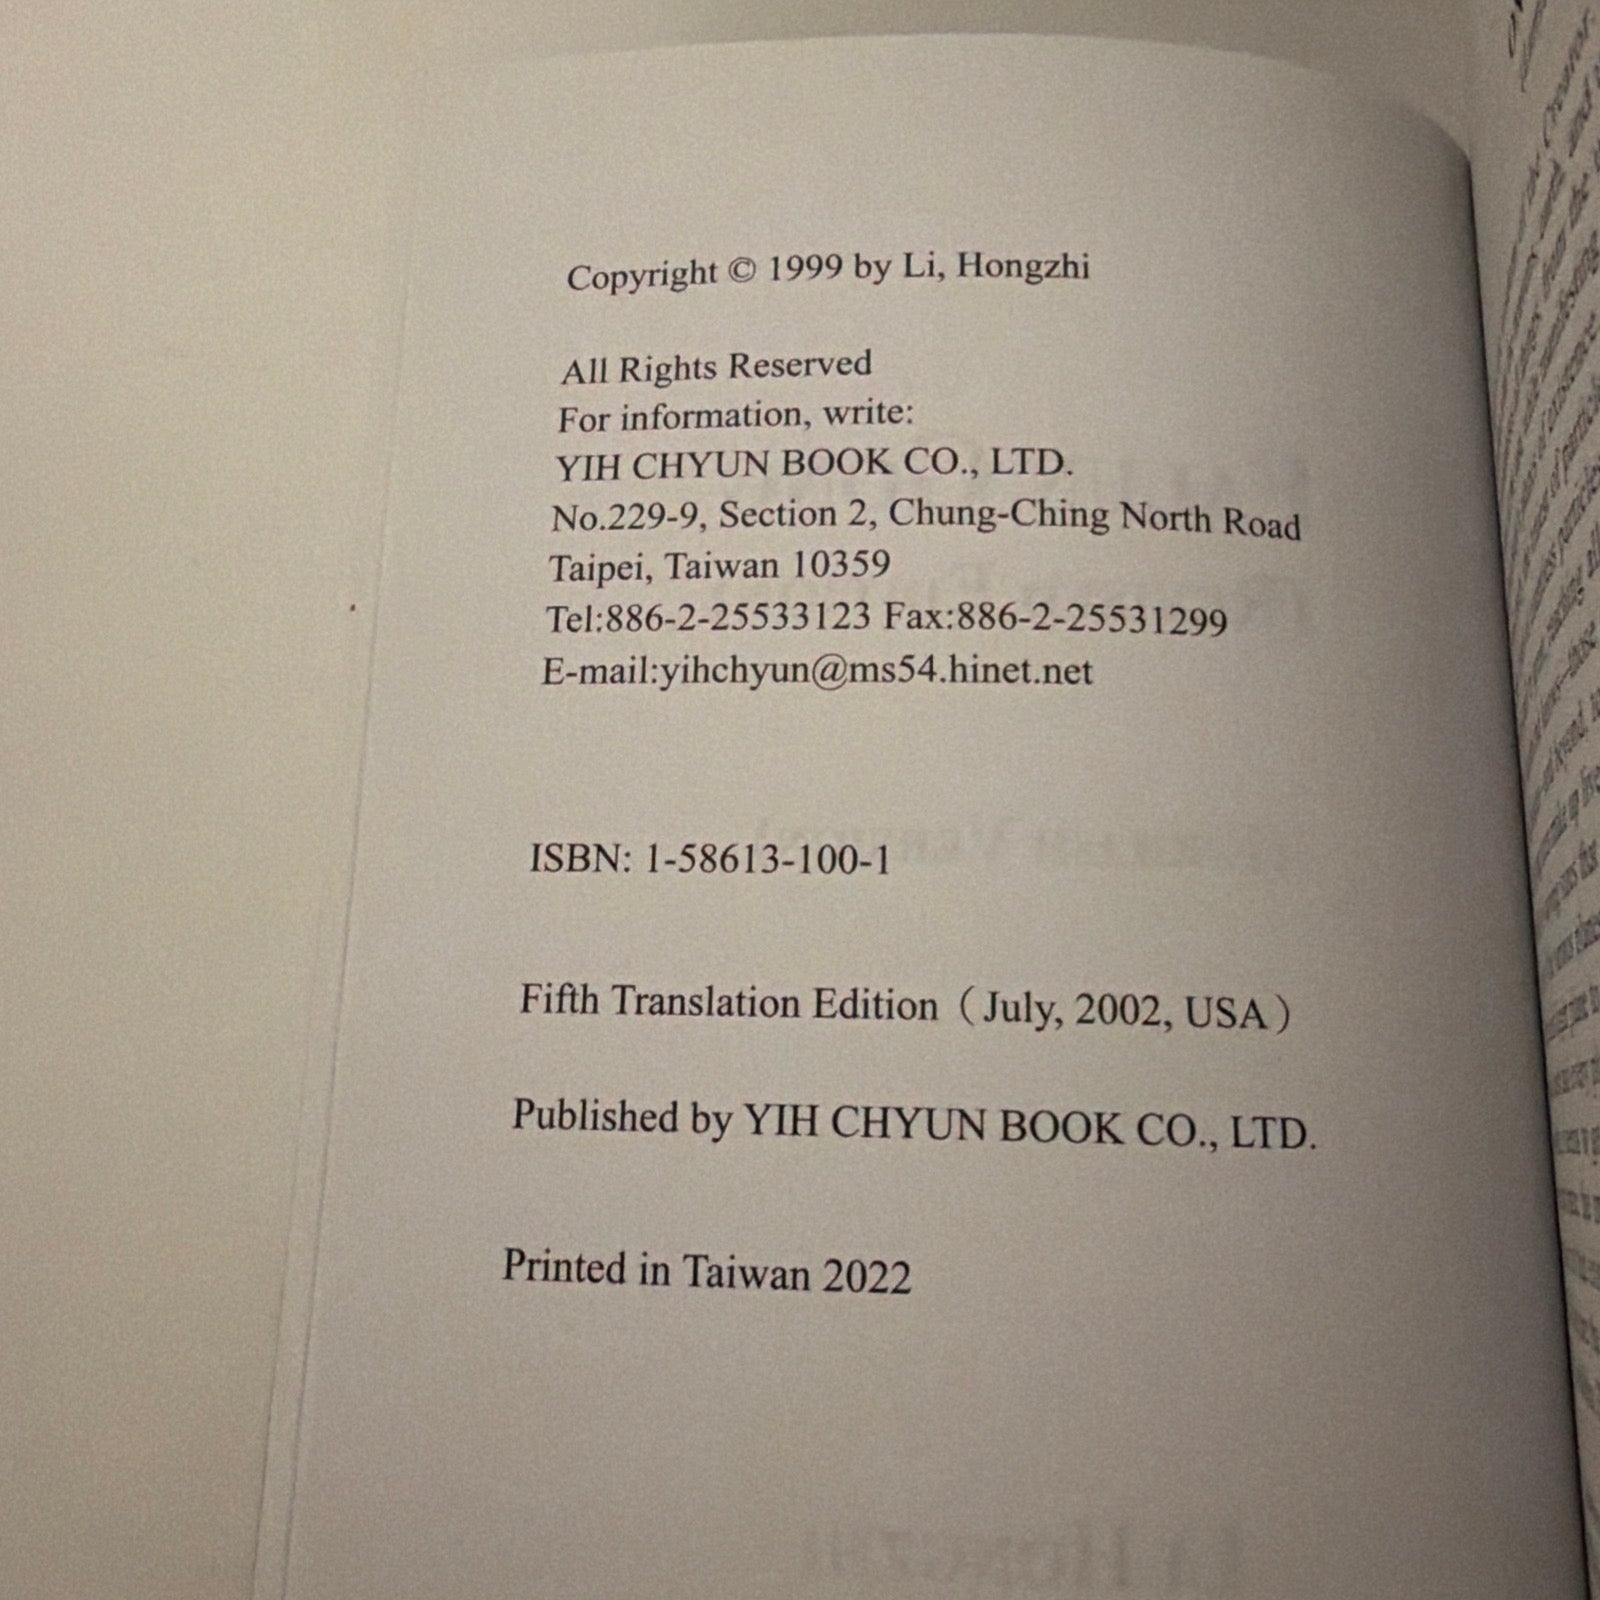 Copyright © 1999 by Li, Hongzhi
All Rights Reserved
For information, write:
YIH CHYUN BOOK CO., LTD.
No.229-9, Section 2, Chung-Ching North Road
Taipei, Taiwan 10359
Tel:886-2-25533123 Fax:886-2-25531299
E-mail:yihchyun@ms54.hinet.net
ISBN: 1-58613-100-1
Fifth Translation Edition（July, 2002, USA）
Published by YIH CHYUN BOOK CO., LTD.
Printed in Taiwan 2022